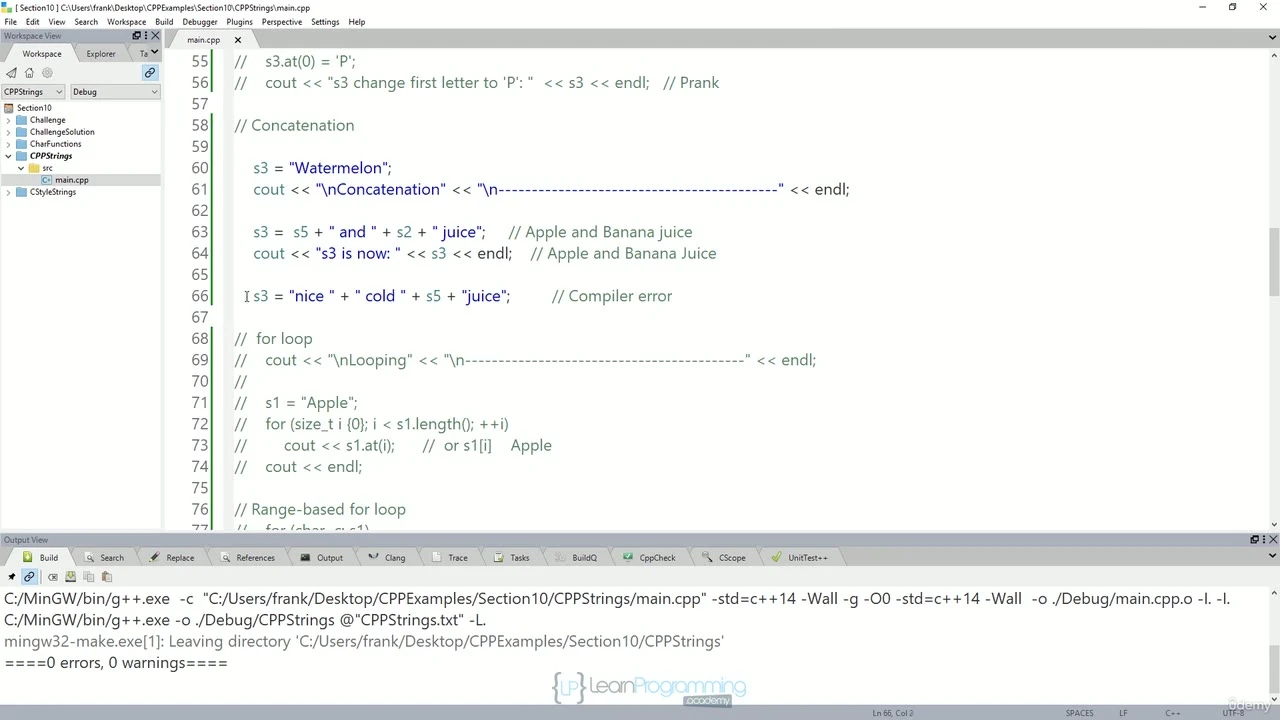 [ Section10 ] C:\Users\frank\Desktop\CPPExamples\Section10\CPPStrings\main.cpp
File Edit View Search Workspace Build Debugger Plugins Perspective Settings Help
Workspace View
Workspace Explorer Ta
CPPStrings Debug
Section10
Challenge
ChallengeSolution
CharFunctions
CPPStrings
src
main.cpp
CStyleStrings
main.cpp
55 // s3.at(0) = 'P';
56 // cout << "s3 change first letter to 'P': " << s3 << endl; // Prank
57
58 // Concatenation
59
60 s3 = "Watermelon";
61 cout << "\nConcatenation" << "\n------------------------------------------" << endl;
62
63 s3 = s5 + " and " + s2 + " juice"; // Apple and Banana juice
64 cout << "s3 is now: " << s3 << endl; // Apple and Banana Juice
65
66 s3 = "nice " + " cold " + s5 + "juice"; // Compiler error
67
68 // for loop
69 // cout << "\nLooping" << "\n------------------------------------------" << endl;
70 //
71 // s1 = "Apple";
72 // for (size_t i {0}; i < s1.length(); ++i)
73 // cout << s1.at(i); // or s1[i] Apple
74 // cout << endl;
75
76 // Range-based for loop
77 // for (char c: s1)
Output View
Build Search Replace References Output Clang Trace Tasks BuildQ CppCheck CScope UnitTest++
C:/MinGW/bin/g++.exe -c "C:/Users/frank/Desktop/CPPExamples/Section10/CPPStrings/main.cpp" -std=c++14 -Wall -g -O0 -std=c++14 -Wall -o ./Debug/main.cpp.o -I. -I.
C:/MinGW/bin/g++.exe -o ./Debug/CPPStrings @"CPPStrings.txt" -L.
mingw32-make.exe[1]: Leaving directory 'C:/Users/frank/Desktop/CPPExamples/Section10/CPPStrings'
====0 errors, 0 warnings====
{LP} LearnProgramming
academy
Ln 66, Col 2 SPACES LF C++ UTF-8
ûdemy